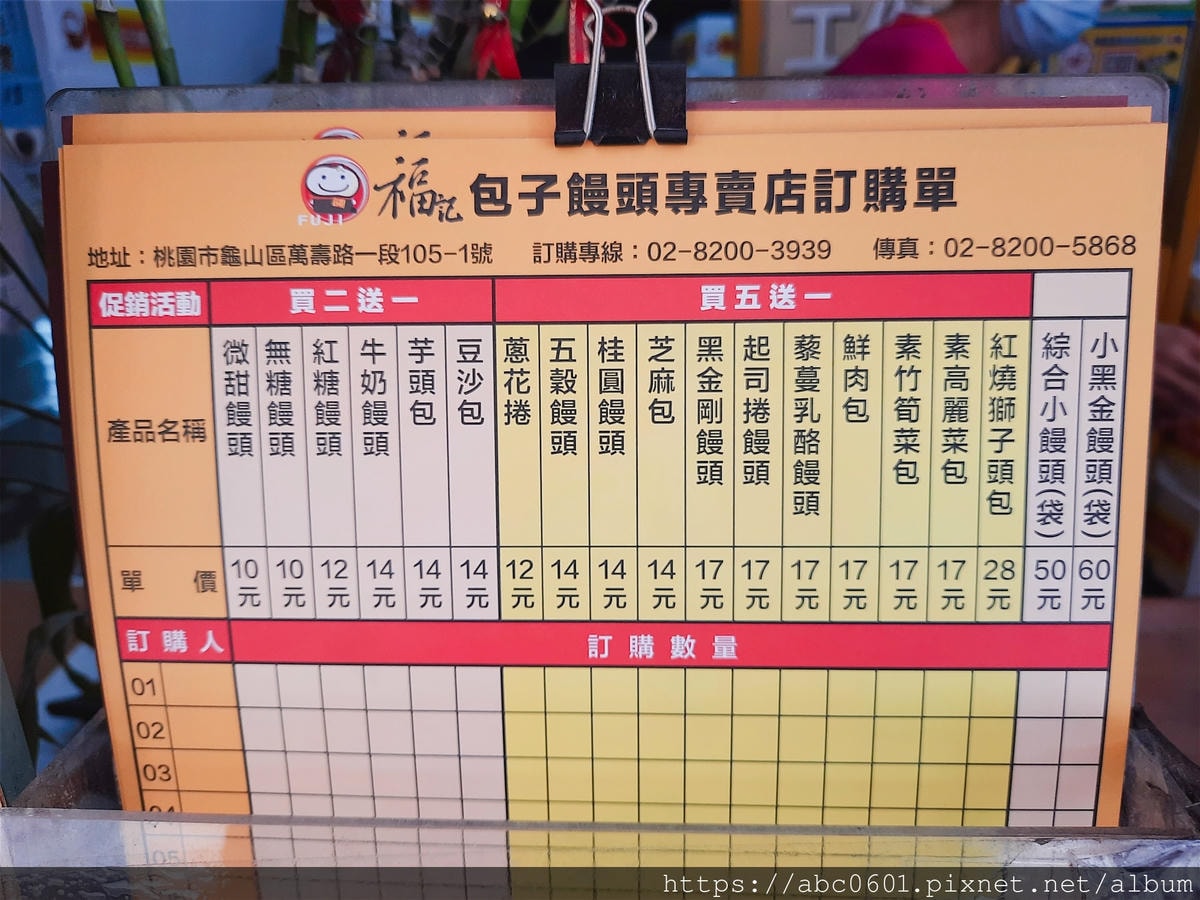 FUJI
福記 包子饅頭專賣店訂購單
地址：桃園市龜山區萬壽路一段105-1號 訂購專線：02-8200-3939 傳真：02-8200-5868
促銷活動 買二送一 買五送一
產品名稱
微甜饅頭
無糖饅頭
紅糖饅頭
牛奶饅頭
芋頭包
豆沙包
蔥花捲
五穀饅頭
桂圓饅頭
芝麻包
黑金剛饅頭
起司捲饅頭
藜蔓乳酪饅頭
鮮肉包
素竹筍菜包
素高麗菜包
紅燒獅子頭包
綜合小饅頭(袋)
小黑金饅頭(袋)
單價 10元 10元 12元 14元 14元 14元 12元 14元 14元 14元 17元 17元 17元 17元 17元 17元 28元 50元 60元
訂購人 訂購數量
01
02
03
04
05
https://abc0601.pixnet.net/album